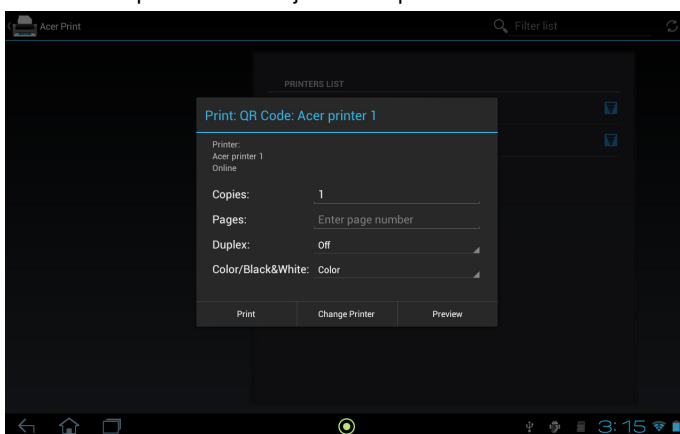 Acer Print
Filter list
PRINTERS LIST
Print: QR Code: Acer printer 1
Printer:
Acer printer 1
Online
Copies: 1
Pages: Enter page number
Duplex: Off
Color/Black&White: Color
Print Change Printer Preview
3:15